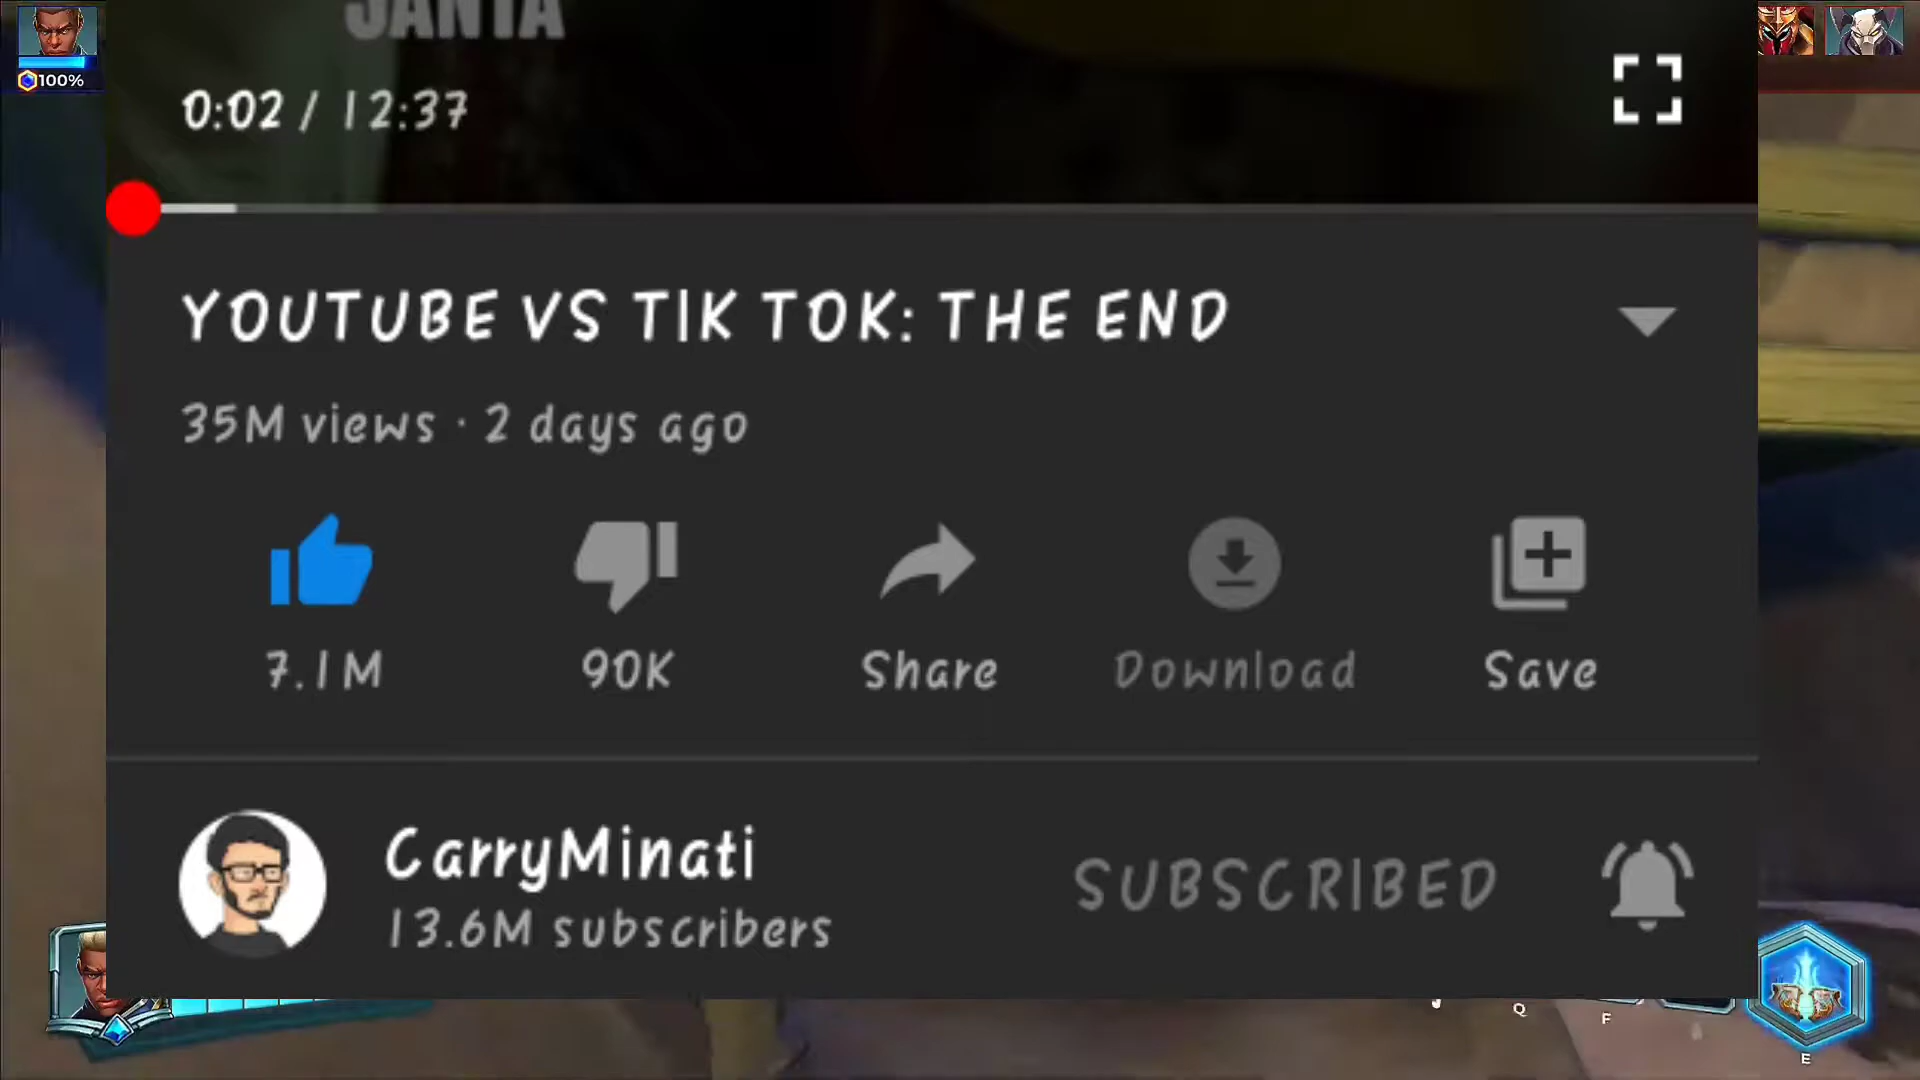 JANTA
100%
0:02 / 12:37
YOUTUBE VS TIK TOK: THE END
35M views · 2 days ago
7.1M
90K
Share
Download
Save
CarryMinati
13.6M subscribers
SUBSCRIBED
Q
F
E